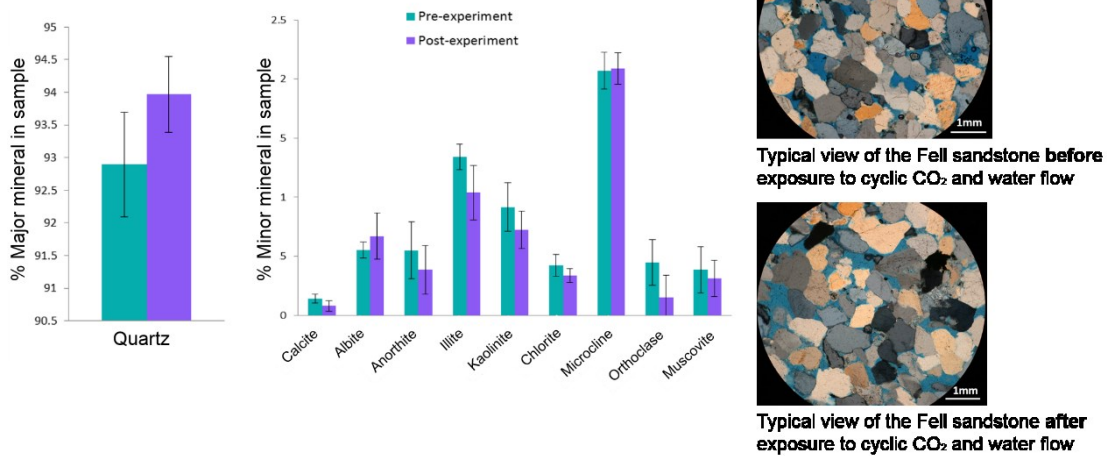 % Major mineral in sample
95
94.5
94
93.5
93
92.5
92
91.5
91
90.5
Quartz
% Minor mineral in sample
Pre-experiment
Post-experiment
2.5
2
5
1
5
0
Calcite
Albite
Anorthite
Illite
Kaolinite
Chlorite
Microcline
Orthoclase
Muscovite
1mm
Typical view of the Fell sandstone before
exposure to cyclic CO₂ and water flow
1mm
Typical view of the Fell sandstone after
exposure to cyclic CO₂ and water flow